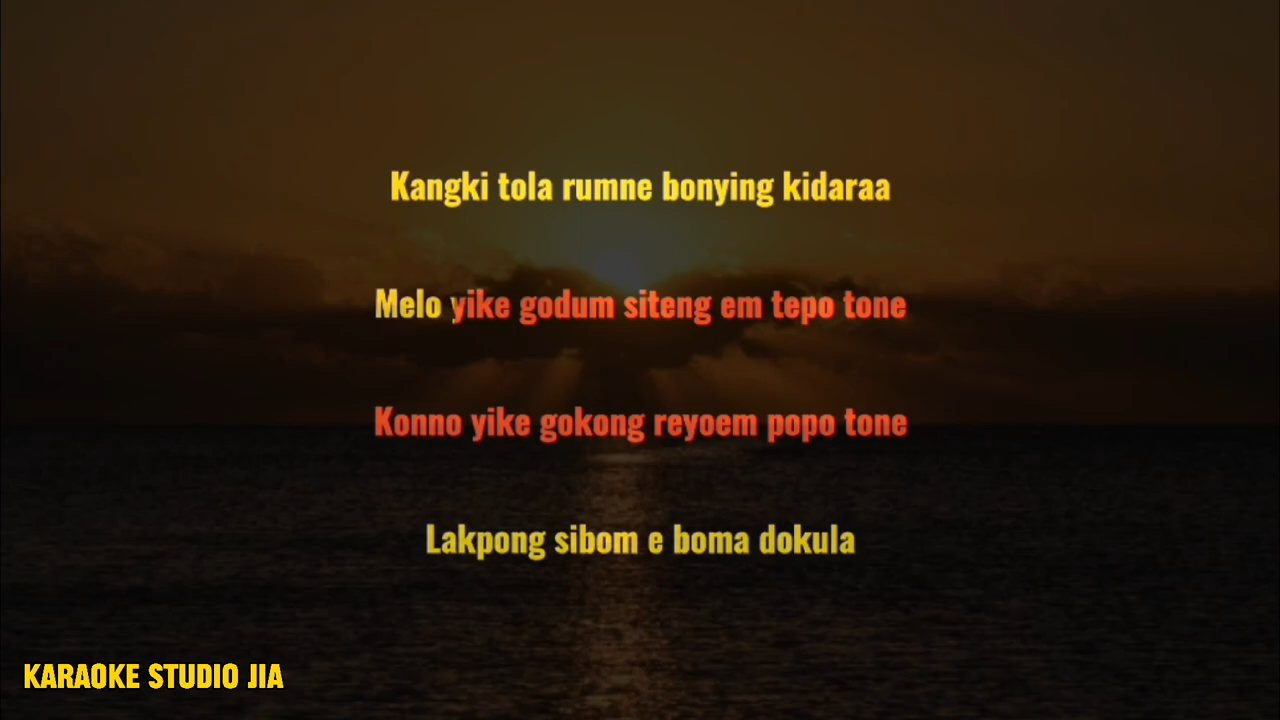 Kangki tola rumne bonying kidaraa
Melo yike godum siteng em tepo tone
Konno yike gokong reyoem popo tone
Lakpong sibom e boma dokula
KARAOKE STUDIO JIA